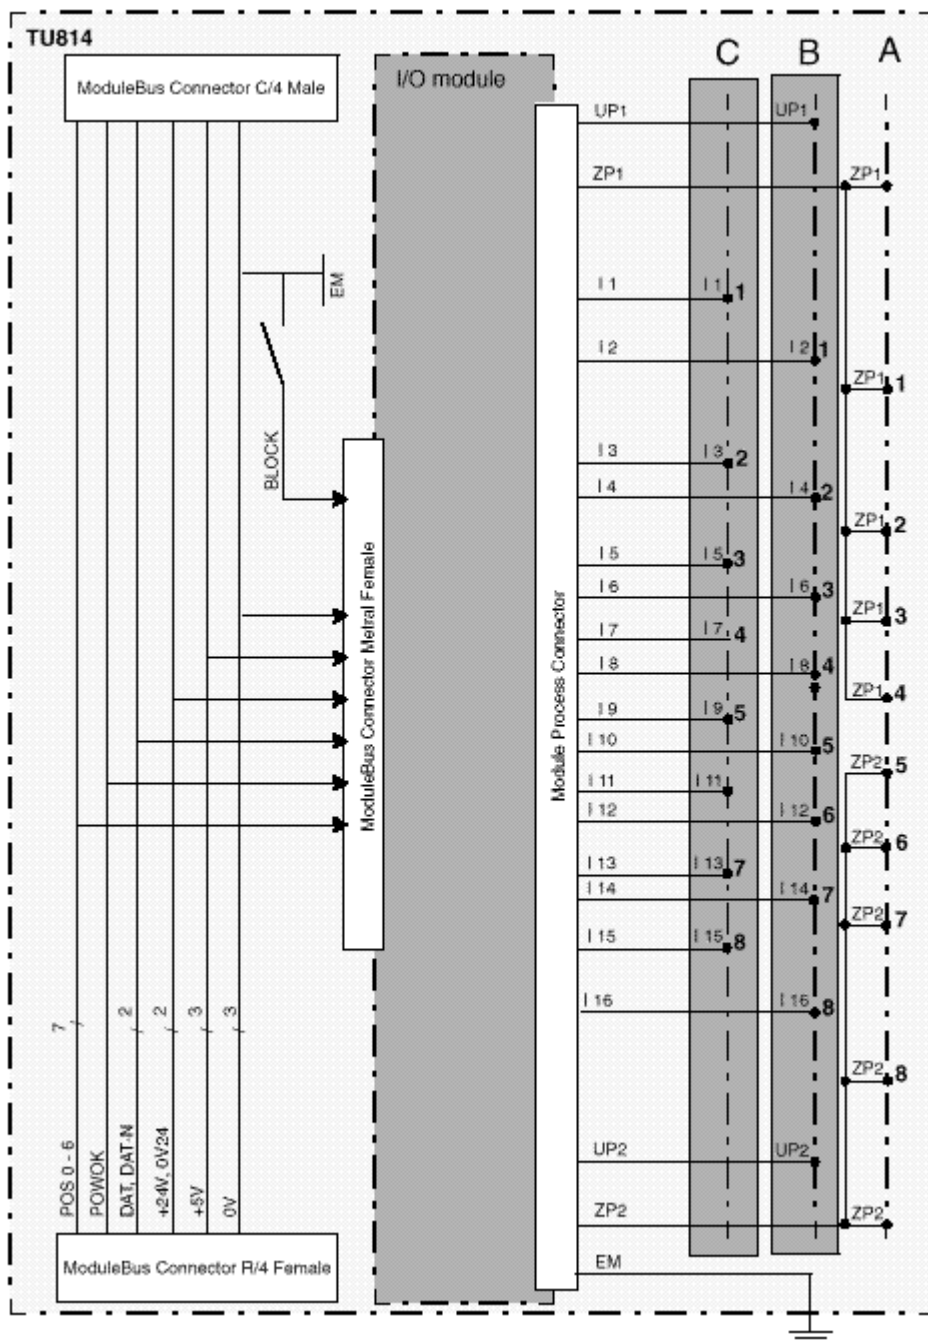 TU814
C B A
ModuleBus Connector C/4 Male
I/O module
UP1 UP1
ZP1 ZP1
EM
I 1 I 1 1
I 2 I 2 1
ZP1 1
BLOCK
I 3 I 3 2
I 4 I 4 2
ZP1 2
I 5 I 5 3
I 6 I 6 3
ZP1 3
I 7 I 7 4
I 8 I 8 4
ZP1 4
I 9 I 9 5
I 10 I 10 5
ZP2 5
I 11 I 11
I 12 I 12 6
ZP2 6
I 13 I 13 7
I 14 I 14 7
ZP2 7
I 15 I 15 8
I 16 I 16 8
ZP2 8
ModuleBus Connector Metral Female
Module Process Connector
7 2 2 3 3
POS 0 - 6
POWOK
DAT, DAT-N
+24V, 0V24
+5V
0V
UP2 UP2
ZP2 ZP2
EM
ModuleBus Connector R/4 Female